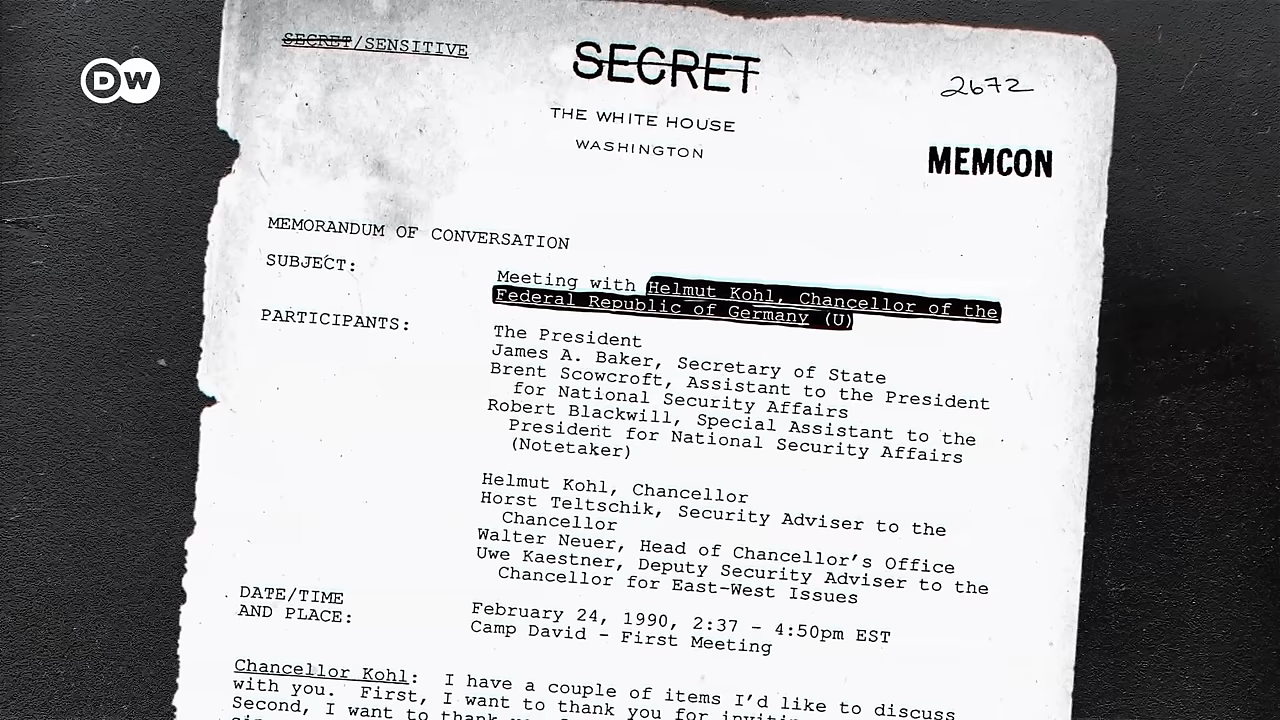 DW
SECRET/SENSITIVE
SECRET
2672
THE WHITE HOUSE
WASHINGTON
MEMCON
MEMORANDUM OF CONVERSATION
SUBJECT:
Meeting with Helmut Kohl, Chancellor of the
Federal Republic of Germany (U)
PARTICIPANTS:
The President
James A. Baker, Secretary of State
Brent Scowcroft, Assistant to the President
for National Security Affairs
Robert Blackwill, Special Assistant to the
President for National Security Affairs
(Notetaker)
Helmut Kohl, Chancellor
Horst Teltschik, Security Adviser to the
Chancellor
Walter Neuer, Head of Chancellor's Office
Uwe Kaestner, Deputy Security Adviser to the
Chancellor for East-West Issues
DATE/TIME
AND PLACE:
February 24, 1990, 2:37 - 4:50pm EST
Camp David - First Meeting
Chancellor Kohl: I have a couple of items I'd like to discuss
with you. First, I want to thank you for
Second, I want to